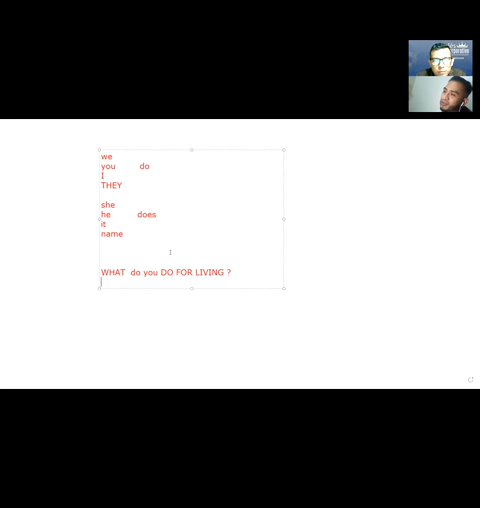 we
you do
I
THEY
she
he does
it
name
WHAT do you DO FOR LIVING ?